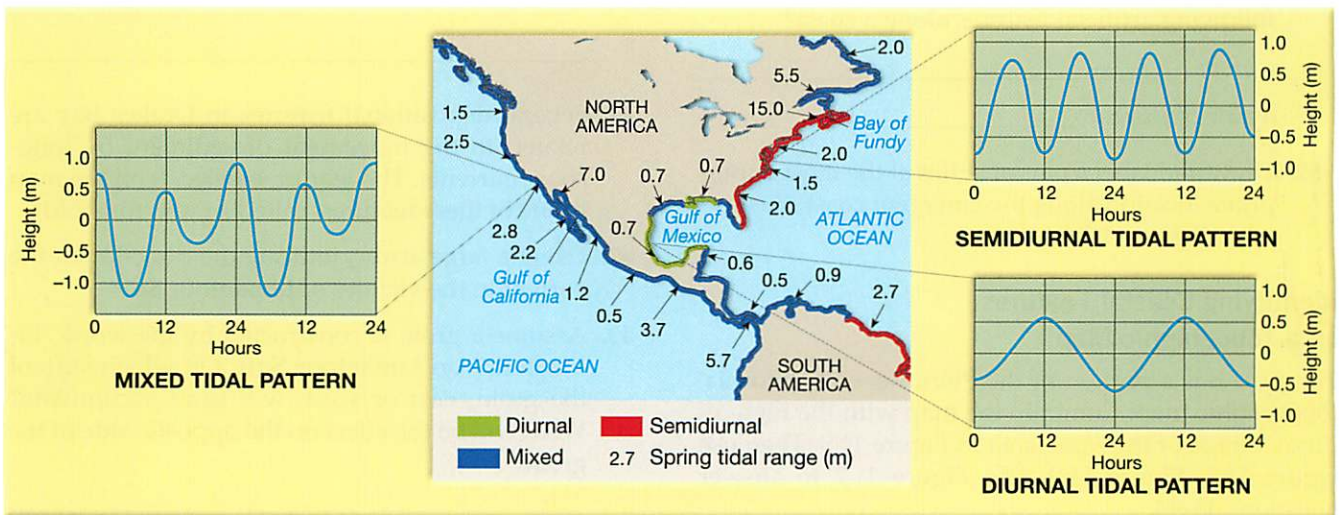 1.0
0.5
0
−0.5
−1.0
Height (m)
0 12 24 12 24
Hours
MIXED TIDAL PATTERN
NORTH
AMERICA
1.5
2.5
7.0
2.8
2.2
Gulf of
California
1.2
0.5
3.7
5.7
PACIFIC OCEAN
0.7
0.7
0.7
Gulf of
Mexico
0.6
0.5
0.9
2.7
SOUTH
AMERICA
2.0
5.5
15.0
Bay of
Fundy
2.0
1.5
2.0
ATLANTIC
OCEAN
Diurnal
Semidiurnal
Mixed
2.7 Spring tidal range (m)
1.0
0.5
0
−0.5
−1.0
Height (m)
0 12 24 12 24
Hours
SEMIDIURNAL TIDAL PATTERN
1.0
0.5
0
−0.5
−1.0
Height (m)
0 12 24 12 24
Hours
DIURNAL TIDAL PATTERN